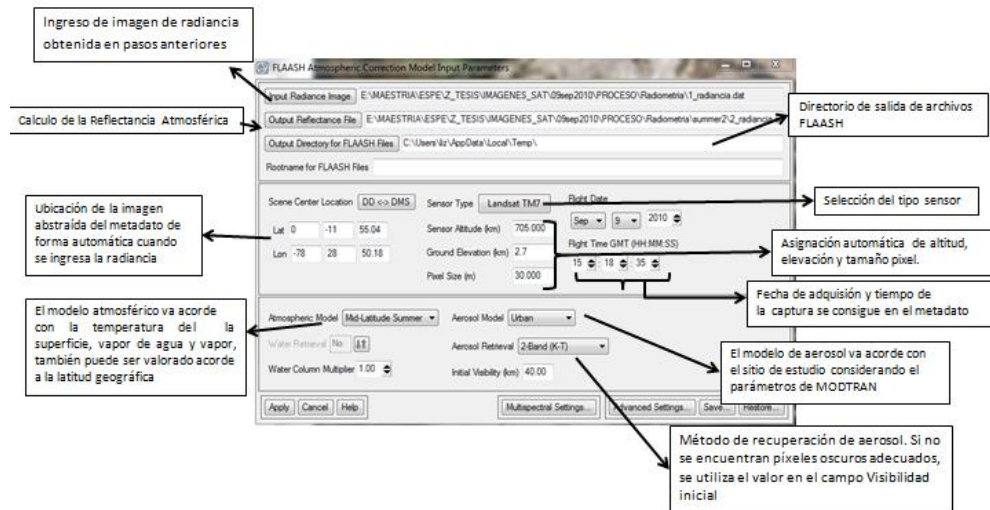 Ingreso de imagen de radiancia
obtenida en pasos anteriores
FLAASH Atmospheric Correction Model Input Parameters
Input Radiance Image E:\MAESTRIA\ESPE\Z_TESIS\IMAGENES_SAT\09sep2010\PROCESO\Radiometria\1_radiancia.dat
Calculo de la Reflectancia Atmosférica
Output Reflectance File E:\MAESTRIA\ESPE\Z_TESIS\IMAGENES_SAT\09sep2010\PROCESO\Radiometria\summer2\2_radiancia
Directorio de salida de archivos
FLAASH
Output Directory for FLAASH Files C:\Users\liz\AppData\Local\Temp\
Rootname for FLAASH Files
Ubicación de la imagen
abstraída del metadato de
forma automática cuando
se ingresa la radiancia
Scene Center Location DD <-> DMS
Lat 0 -11 55.04
Lon -78 28 50.18
Sensor Type Landsat TM7
Sensor Altitude (km) 705.000
Ground Elevation (km) 2.7
Pixel Size (m) 30.000
Flight Date
Sep 9 2010
Flight Time GMT (HH:MM:SS)
15 : 18 : 35
Selección del tipo sensor
Asignación automática de altitud,
elevación y tamaño pixel.
Fecha de adquisición y tiempo de
la captura se consigue en el metadato
El modelo atmosférico va acorde
con la temperatura del la
superficie, vapor de agua y vapor,
también puede ser valorado acorde
a la latitud geográfica
Atmospheric Model Mid-Latitude Summer
Water Retrieval No
Water Column Multiplier 1.00
Aerosol Model Urban
Aerosol Retrieval 2-Band (K-T)
Initial Visibility (km) 40.00
El modelo de aerosol va acorde con
el sitio de estudio considerando el
parámetros de MODTRAN
Apply Cancel Help Multispectral Settings... Advanced Settings... Save... Restore...
Método de recuperación de aerosol. Si no
se encuentran píxeles oscuros adecuados,
se utiliza el valor en el campo Visibilidad
inicial